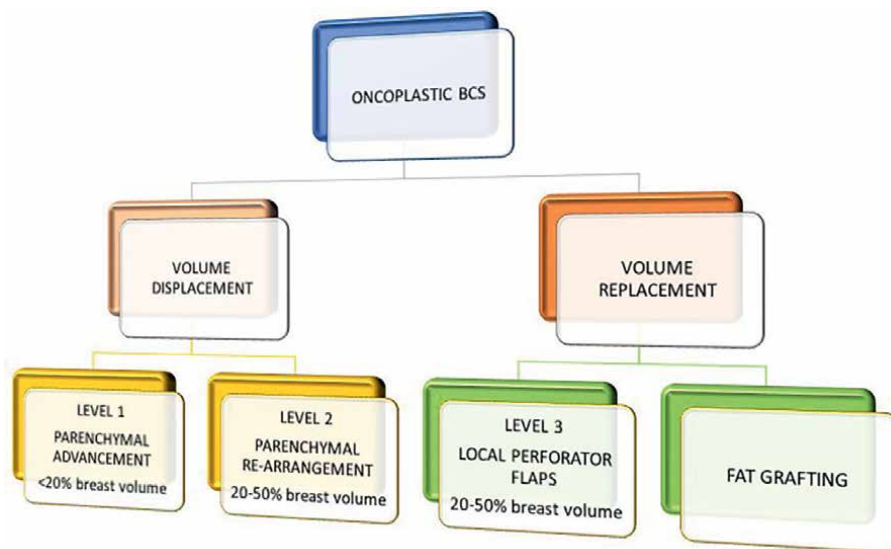 ONCOPLASTIC BCS
VOLUME
DISPLACEMENT
VOLUME
REPLACEMENT
LEVEL 1
PARENCHYMAL
ADVANCEMENT
<20% breast volume
LEVEL 2
PARENCHYMAL
RE-ARRANGEMENT
20-50% breast volume
LEVEL 3
LOCAL PERFORATOR
FLAPS
20-50% breast volume
FAT GRAFTING